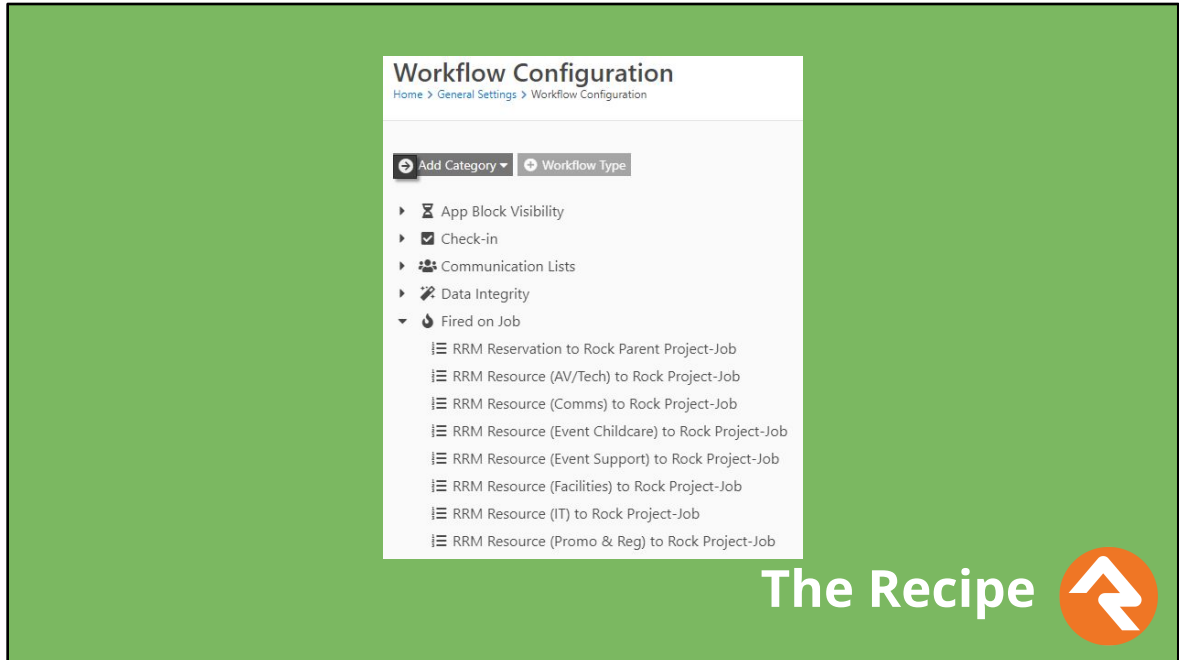 Workflow Configuration
Home > General Settings > Workflow Configuration
Add Category
Workflow Type
App Block Visibility
Check-in
Communication Lists
Data Integrity
Fired on Job
RRM Reservation to Rock Parent Project-Job
RRM Resource (AV/Tech) to Rock Project-Job
RRM Resource (Comms) to Rock Project-Job
RRM Resource (Event Childcare) to Rock Project-Job
RRM Resource (Event Support) to Rock Project-Job
RRM Resource (Facilities) to Rock Project-Job
RRM Resource (IT) to Rock Project-Job
RRM Resource (Promo & Reg) to Rock Project-Job
The Recipe